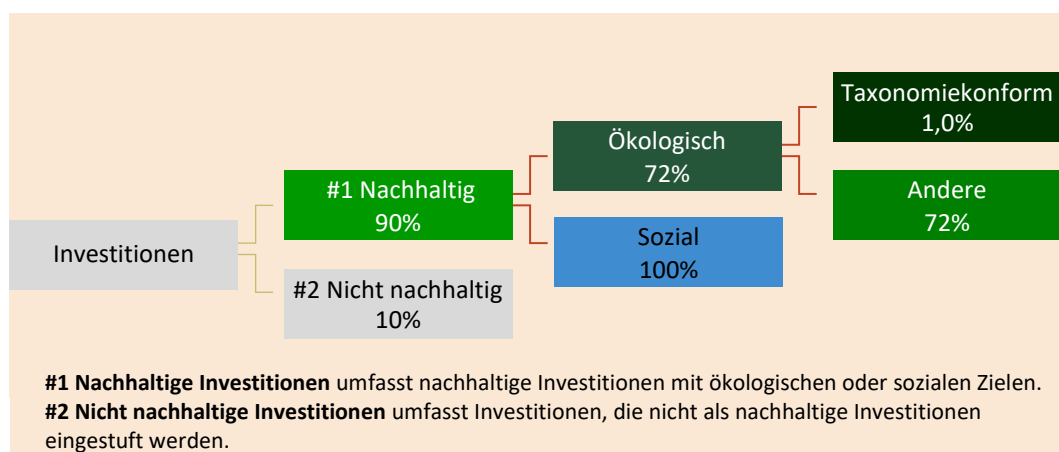 Taxonomiekonform
1,0%
Ökologisch
72%
#1 Nachhaltig
90%
Andere
72%
Sozial
100%
Investitionen
#2 Nicht nachhaltig
10%
#1 Nachhaltige Investitionen umfasst nachhaltige Investitionen mit ökologischen oder sozialen Zielen.
#2 Nicht nachhaltige Investitionen umfasst Investitionen, die nicht als nachhaltige Investitionen
eingestuft werden.